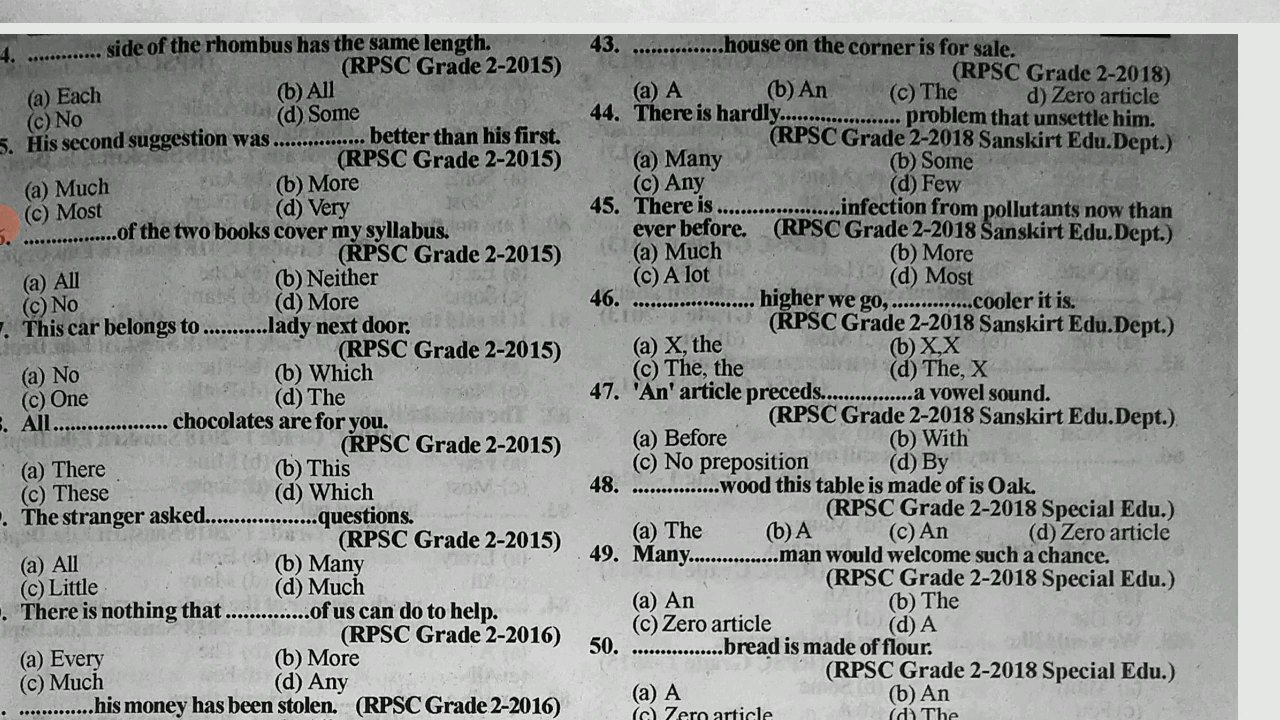 4. ............. side of the rhombus has the same length.
(RPSC Grade 2-2015)
(a) Each (b) All
(c) No (d) Some
5. His second suggestion was ................ better than his first.
(RPSC Grade 2-2015)
(a) Much (b) More
(c) Most (d) Very
................of the two books cover my syllabus.
(RPSC Grade 2-2015)
(a) All (b) Neither
(c) No (d) More
This car belongs to ...........lady next door.
(RPSC Grade 2-2015)
(a) No (b) Which
(c) One (d) The
All.................... chocolates are for you.
(RPSC Grade 2-2015)
(a) There (b) This
(c) These (d) Which
The stranger asked....................questions.
(RPSC Grade 2-2015)
(a) All (b) Many
(c) Little (d) Much
There is nothing that ...............of us can do to help.
(RPSC Grade 2-2016)
(a) Every (b) More
(c) Much (d) Any
.............his money has been stolen. (RPSC Grade 2-2016)
43. ................house on the corner is for sale.
(RPSC Grade 2-2018)
(a) A (b) An (c) The d) Zero article
44. There is hardly..................... problem that unsettle him.
(RPSC Grade 2-2018 Sanskirt Edu.Dept.)
(a) Many (b) Some
(c) Any (d) Few
45. There is ......................infection from pollutants now than
ever before. (RPSC Grade 2-2018 Sanskirt Edu.Dept.)
(a) Much (b) More
(c) A lot (d) Most
46. ..................... higher we go, ...............cooler it is.
(RPSC Grade 2-2018 Sanskirt Edu.Dept.)
(a) X, the (b) X,X
(c) The, the (d) The, X
47. 'An' article preceds................a vowel sound.
(RPSC Grade 2-2018 Sanskirt Edu.Dept.)
(a) Before (b) With
(c) No preposition (d) By
48. ...............wood this table is made of is Oak.
(RPSC Grade 2-2018 Special Edu.)
(a) The (b) A (c) An (d) Zero article
49. Many...............man would welcome such a chance.
(RPSC Grade 2-2018 Special Edu.)
(a) An (b) The
(c) Zero article (d) A
50. ................bread is made of flour.
(RPSC Grade 2-2018 Special Edu.)
(a) A (b) An
(c) Zero article (d) The